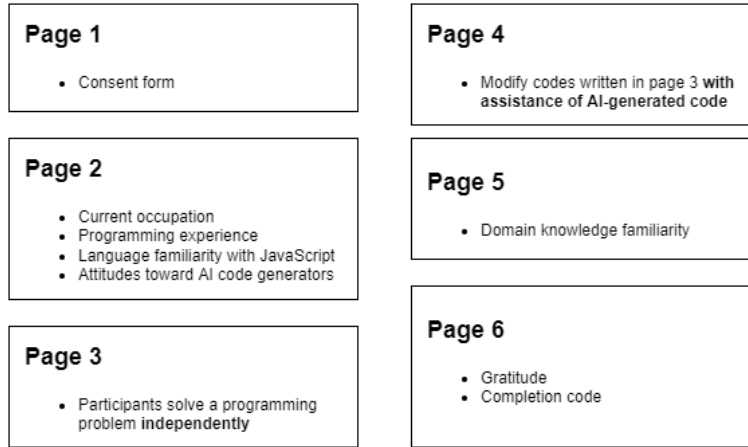 Page 1
• Consent form
Page 2
• Current occupation
• Programming experience
• Language familiarity with JavaScript
• Attitudes toward AI code generators
Page 3
• Participants solve a programming
problem independently
Page 4
• Modify codes written in page 3 with
assistance of AI-generated code
Page 5
• Domain knowledge familiarity
Page 6
• Gratitude
• Completion code